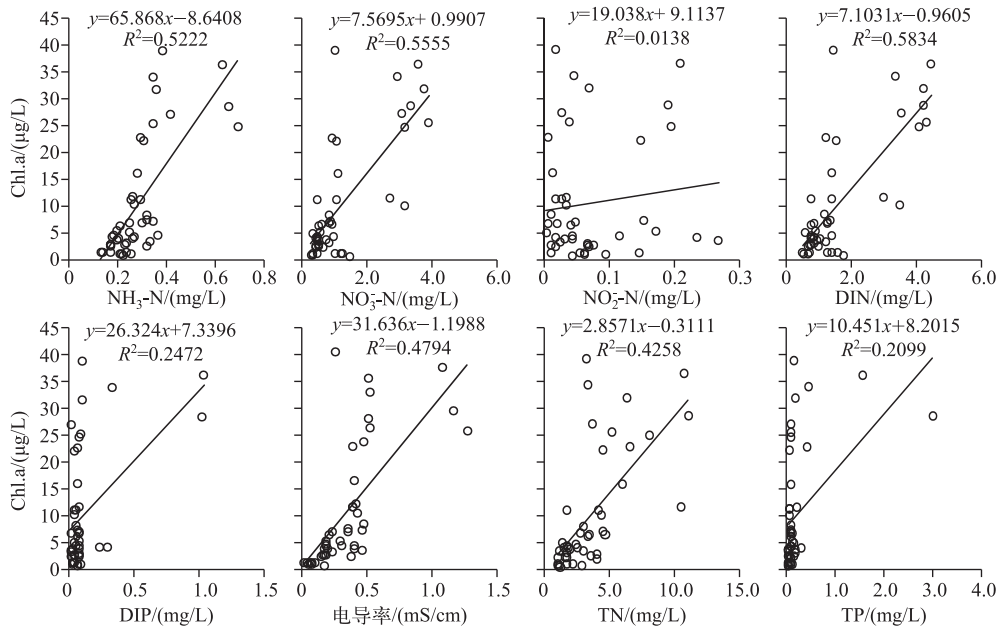 y=65.868x−8.6408
R²=0.5222
y=7.5695x+ 0.9907
R²=0.5555
y=19.038x+ 9.1137
R²=0.0138
y=7.1031x−0.9605
R²=0.5834
Chl.a/(μg/L)
45
40
35
30
25
20
15
10
5
0
0 0.2 0.4 0.6 0.8
0 2.0 4.0 6.0
0 0.1 0.2 0.3
0 2.0 4.0 6.0
NH₃-N/(mg/L)
NO₃⁻-N/(mg/L)
NO₂⁻-N/(mg/L)
DIN/(mg/L)
y=26.324x+7.3396
R²=0.2472
y=31.636x−1.1988
R²=0.4794
y=2.8571x−0.3111
R²=0.4258
y=10.451x+8.2015
R²=0.2099
Chl.a/(μg/L)
45
40
35
30
25
20
15
10
5
0
0 0.5 1.0 1.5
0 0.5 1.0 1.5
0 5.0 10.0 15.0
0 1.0 2.0 3.0 4.0
DIP/(mg/L)
电导率/(mS/cm)
TN/(mg/L)
TP/(mg/L)